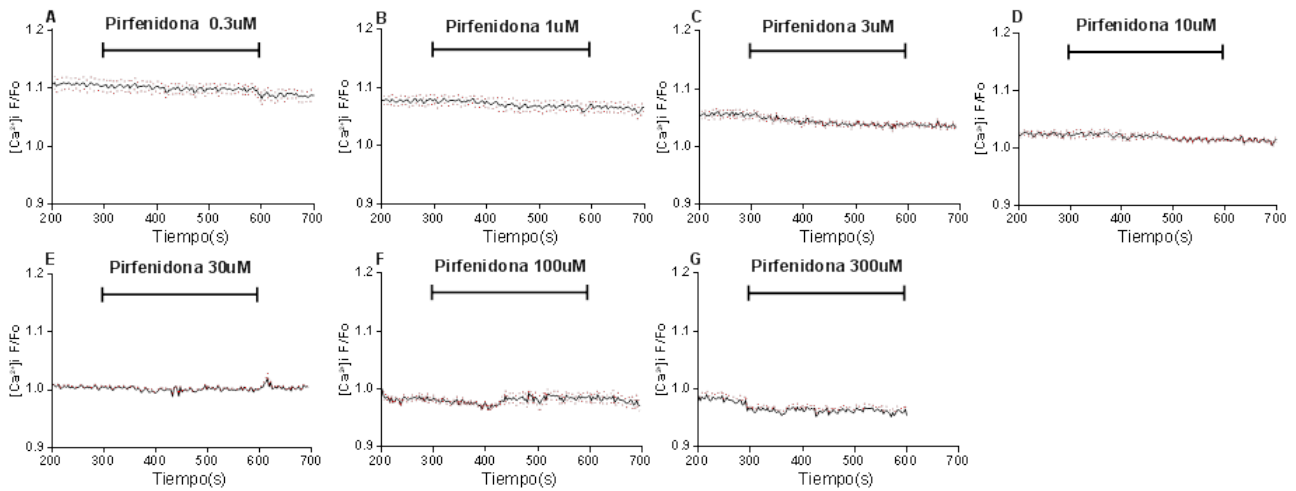 A
Pirfenidona 0.3uM
1.2
1.1
1.0
0.9
[Ca²⁺]i F/Fo
200 300 400 500 600 700
Tiempo(s)
B
Pirfenidona 1uM
1.2
1.1
1.0
0.9
[Ca²⁺]i F/Fo
200 300 400 500 600 700
Tiempo(s)
C
Pirfenidona 3uM
1.2
1.1
1.0
0.9
[Ca²⁺]i F/Fo
200 300 400 500 600 700
Tiempo(s)
D
Pirfenidona 10uM
1.2
1.1
1.0
0.9
[Ca²⁺]i F/Fo
200 300 400 500 600 700
Tiempo(s)
E
Pirfenidona 30uM
1.2
1.1
1.0
0.9
[Ca²⁺]i F/Fo
200 300 400 500 600 700
Tiempo(s)
F
Pirfenidona 100uM
1.2
1.1
1.0
0.9
[Ca²⁺]i F/Fo
200 300 400 500 600 700
Tiempo(s)
G
Pirfenidona 300uM
1.2
1.1
1.0
0.9
[Ca²⁺]i F/Fo
200 300 400 500 600 700
Tiempo(s)